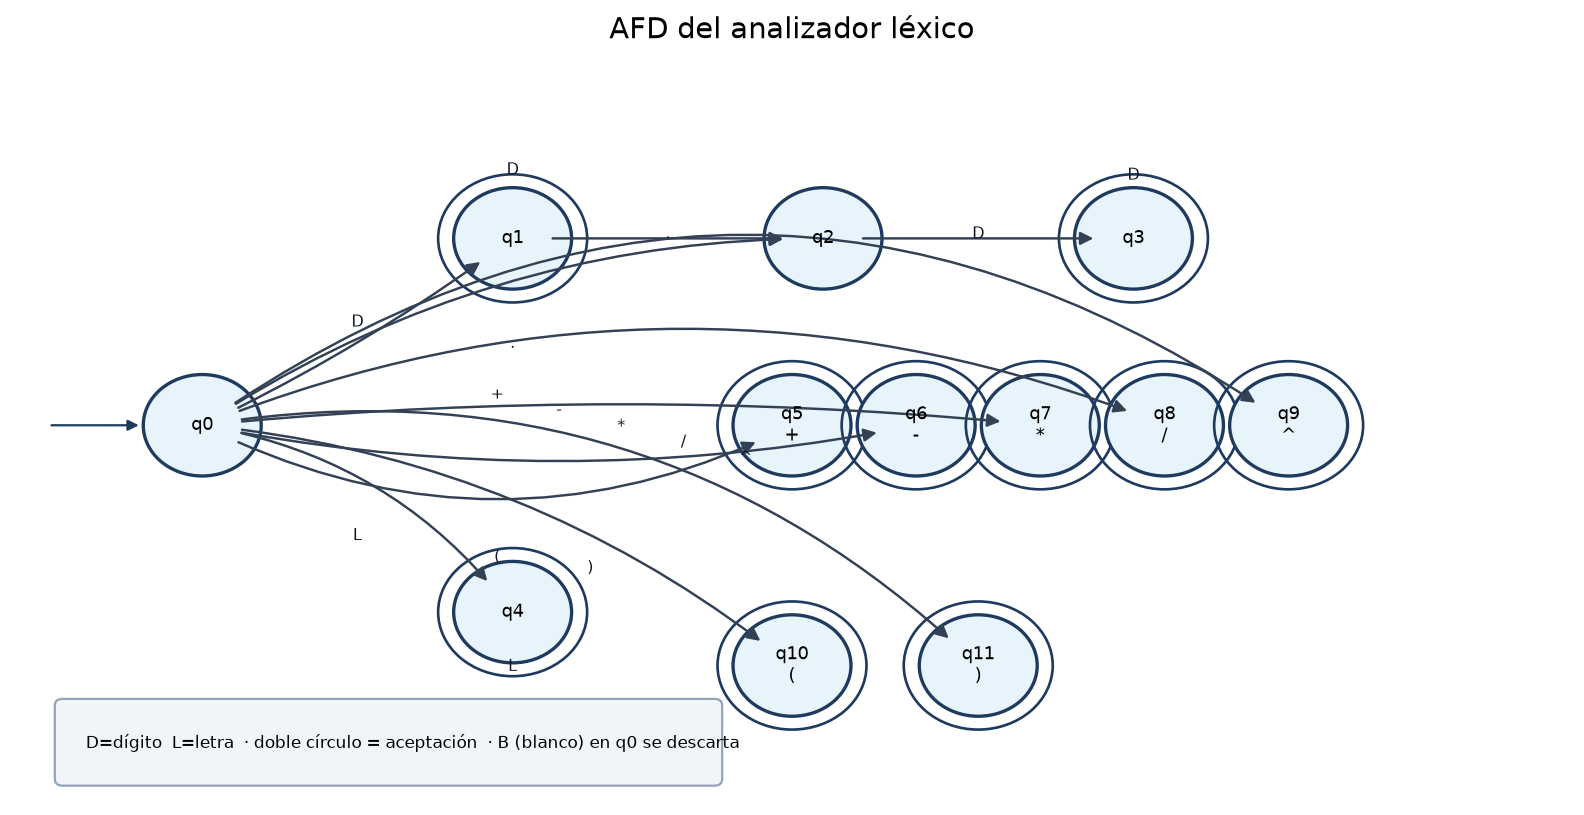 AFD del analizador léxico
D
D
q1
.
q2
D
q3
D
.
+
-
*
/
q0
q5
+
q6
-
q7
*
q8
/
q9
^
L
(
)
q4
L
q10
(
q11
)
D=dígito  L=letra  · doble círculo = aceptación  · B (blanco) en q0 se descarta